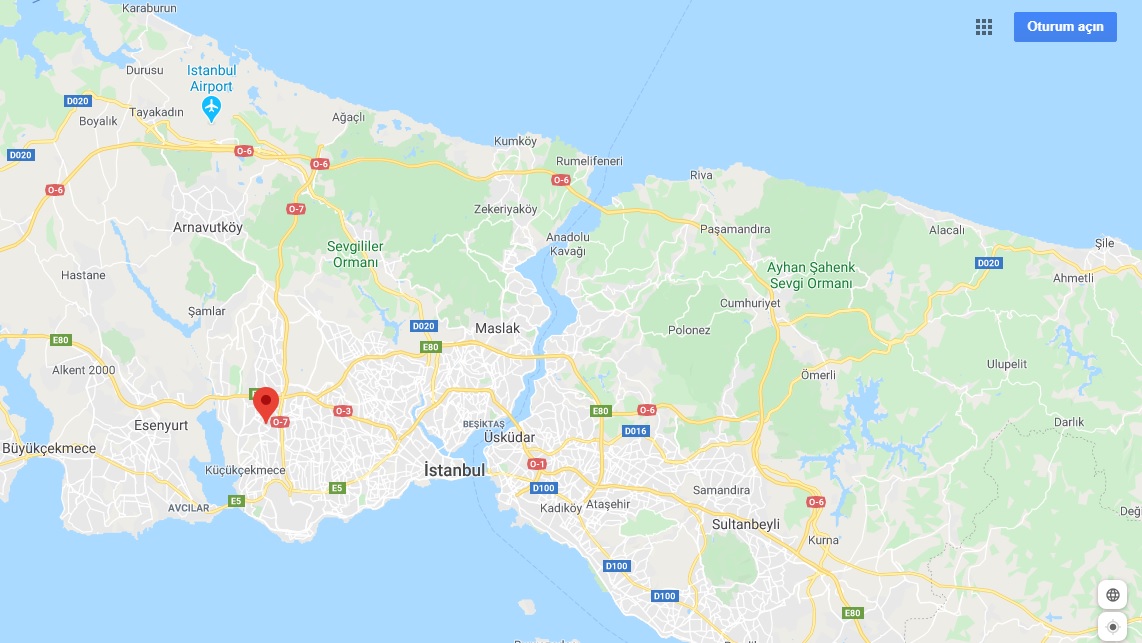 Karaburun
Oturum açın
Durusu
Istanbul
Airport
D020
Tayakadın
Ağaçlı
Boyalık
Kumköy
D020
O-6
O-6
Rumelifeneri
O-6
Riva
O-6
O-7
Zekeriyaköy
Arnavutköy
Paşamandıra
Alacalı
Anadolu
Kavağı
Sevgililer
Ormanı
Şile
D020
Ayhan Şahenk
Sevgi Ormanı
Hastane
Ahmetli
Cumhuriyet
Şamlar
D020
Maslak
Polonez
E80
E80
Alkent 2000
Ulupelit
Ömerli
O-3
E80
O-6
O-7
Esenyurt
BEŞİKTAŞ
D016
Darlık
Üsküdar
Büyükçekmece
Küçükçekmece
İstanbul
O-1
E5
D100
Samandıra
E5
AVCILAR
Kadıköy
Ataşehir
O-6
Değ
Sultanbeyli
Kurna
D100
D100
E80